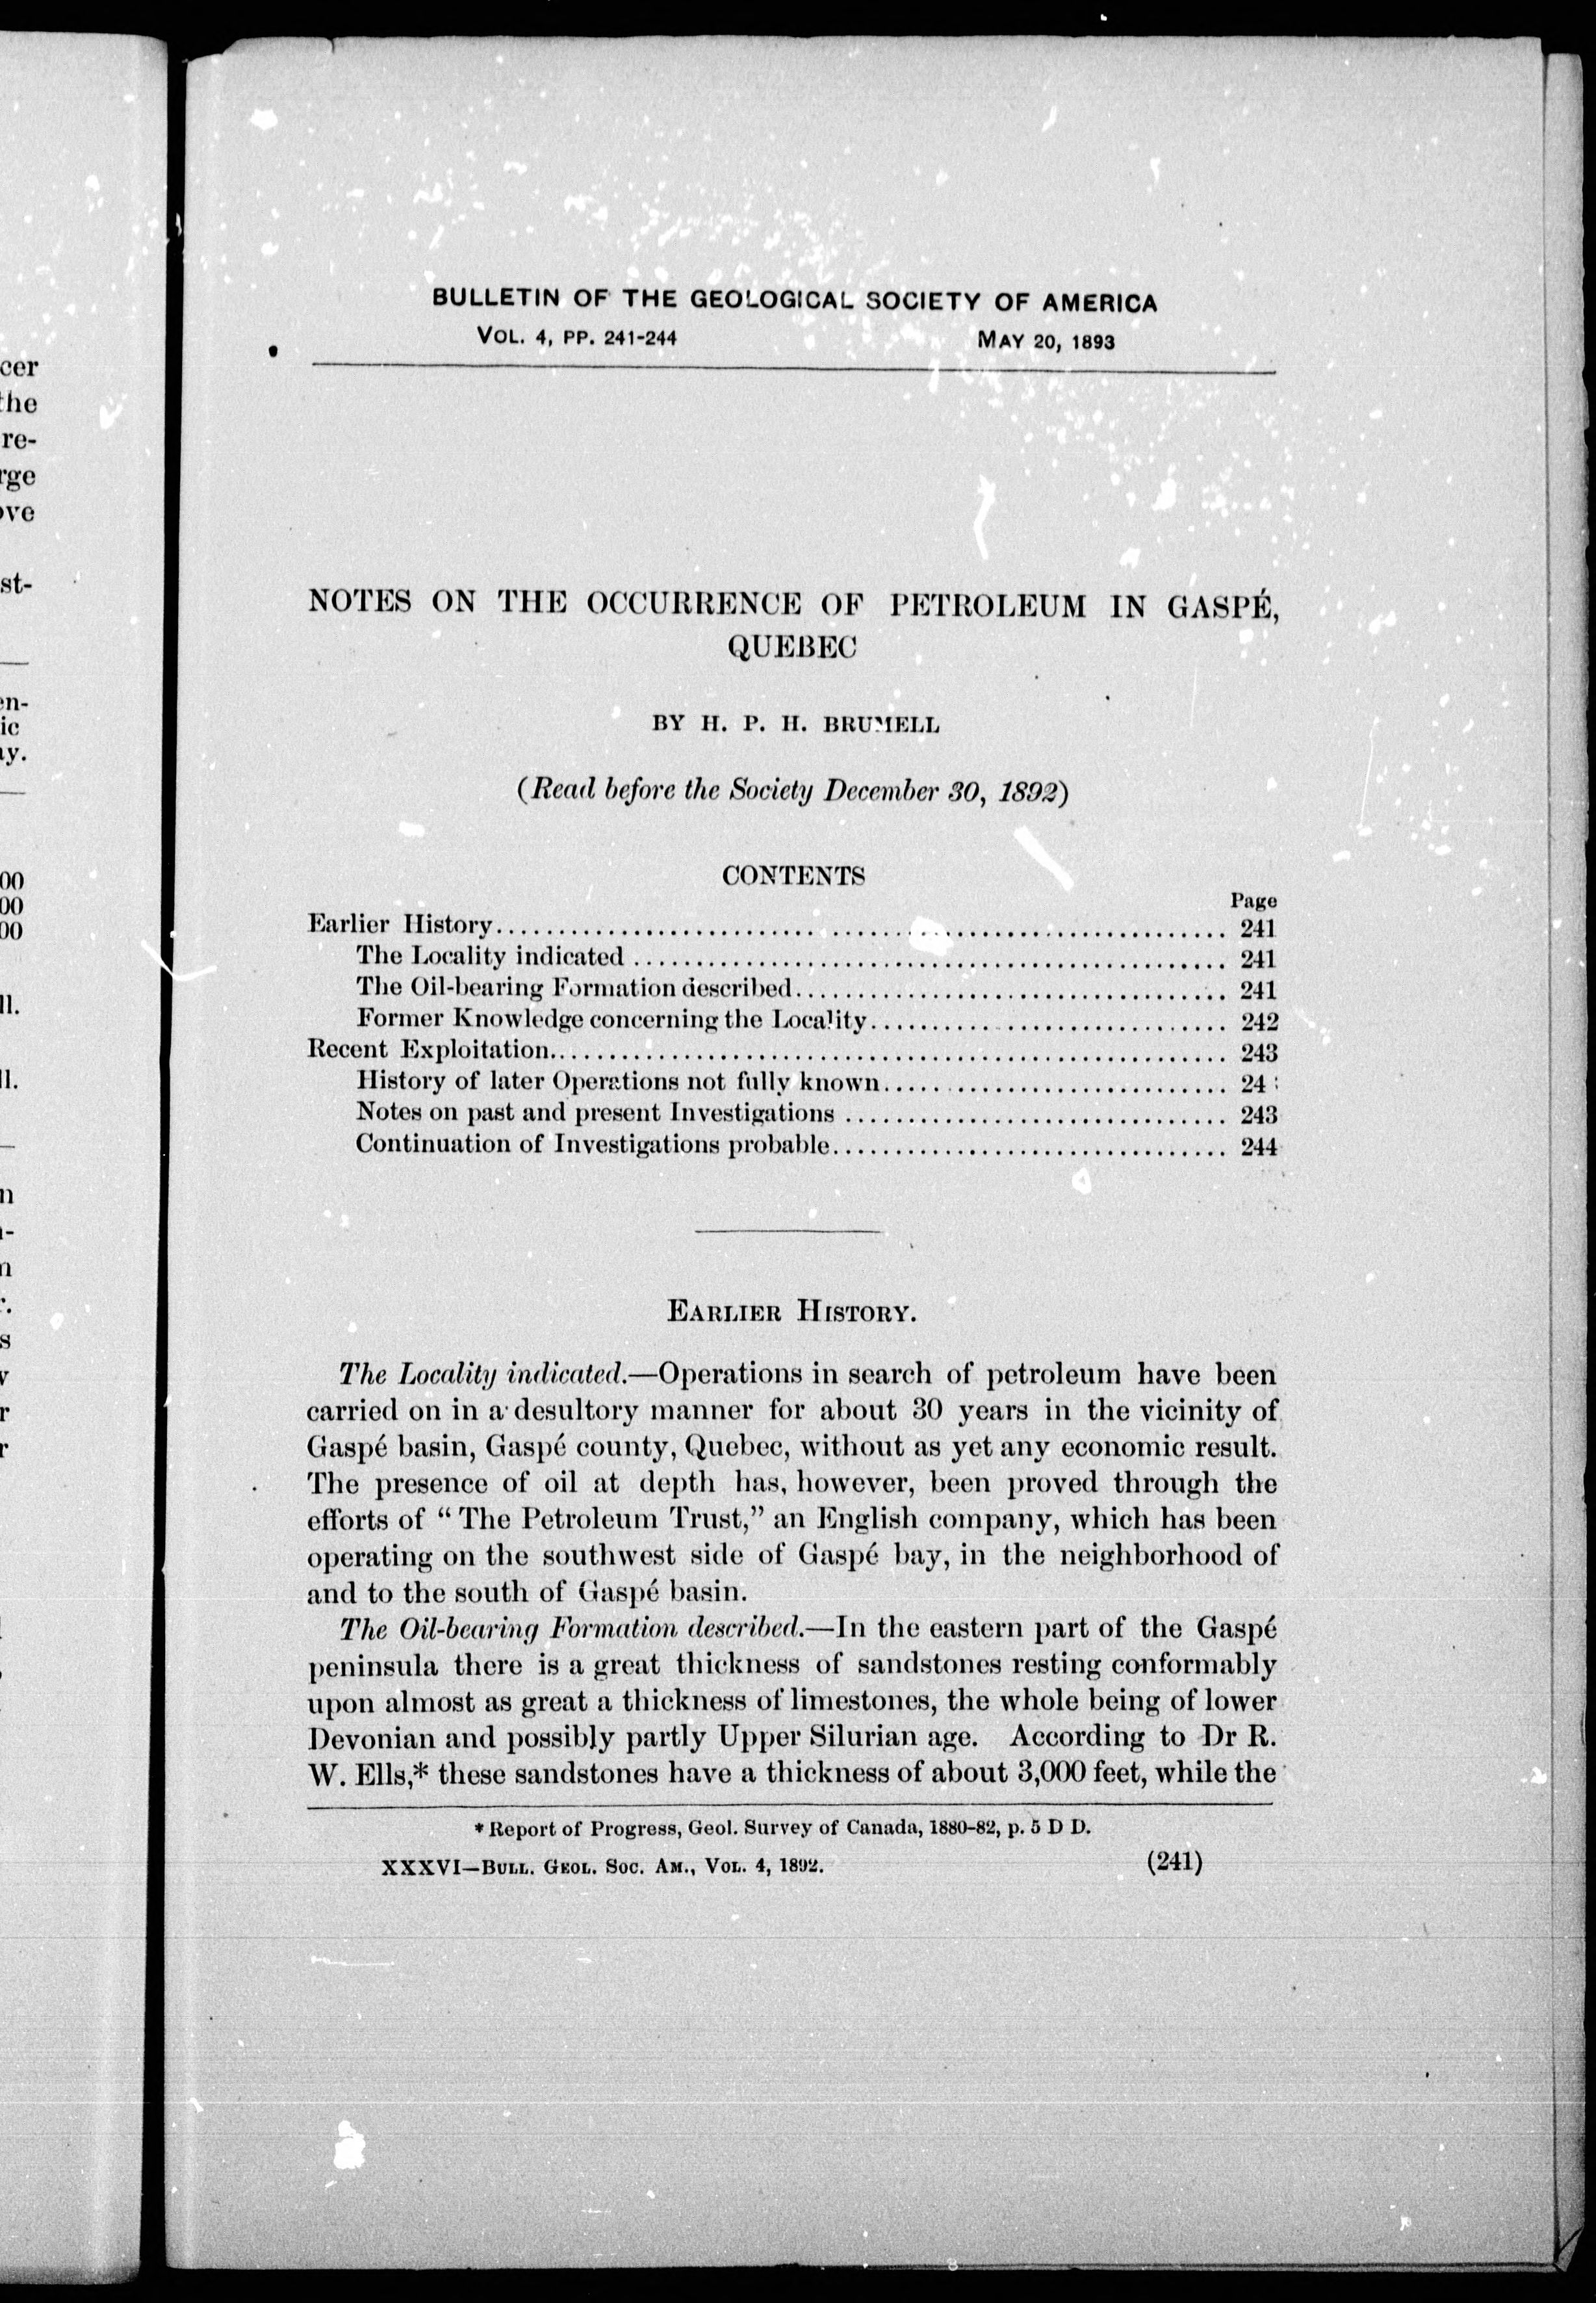 BULLETIN OF THE GEOLOGICAL SOCIETY OF AMERICA
VOL. 4, PP. 241-244 MAY 20, 1893
NOTES ON THE OCCURRENCE OF PETROLEUM IN GASPÉ,
QUEBEC
BY H. P. H. BRUMELL
(Read before the Society December 30, 1892)
CONTENTS
Page
Earlier History.......................................................... 241
The Locality indicated ................................................ 241
The Oil-bearing Formation described................................... 241
Former Knowledge concerning the Locality............................. 242
Recent Exploitation...................................................... 243
History of later Operations not fully known............................ 24
Notes on past and present Investigations ............................... 243
Continuation of Investigations probable................................ 244
EARLIER HISTORY.
The Locality indicated.—Operations in search of petroleum have been
carried on in a desultory manner for about 30 years in the vicinity of
Gaspé basin, Gaspé county, Quebec, without as yet any economic result.
The presence of oil at depth has, however, been proved through the
efforts of “The Petroleum Trust,” an English company, which has been
operating on the southwest side of Gaspé bay, in the neighborhood of
and to the south of Gaspé basin.
The Oil-bearing Formation described.—In the eastern part of the Gaspé
peninsula there is a great thickness of sandstones resting conformably
upon almost as great a thickness of limestones, the whole being of lower
Devonian and possibly partly Upper Silurian age. According to Dr R.
W. Ells,* these sandstones have a thickness of about 3,000 feet, while the
* Report of Progress, Geol. Survey of Canada, 1880-82, p. 5 D D.
XXXVI—BULL. GEOL. SOC. AM., VOL. 4, 1892. (241)